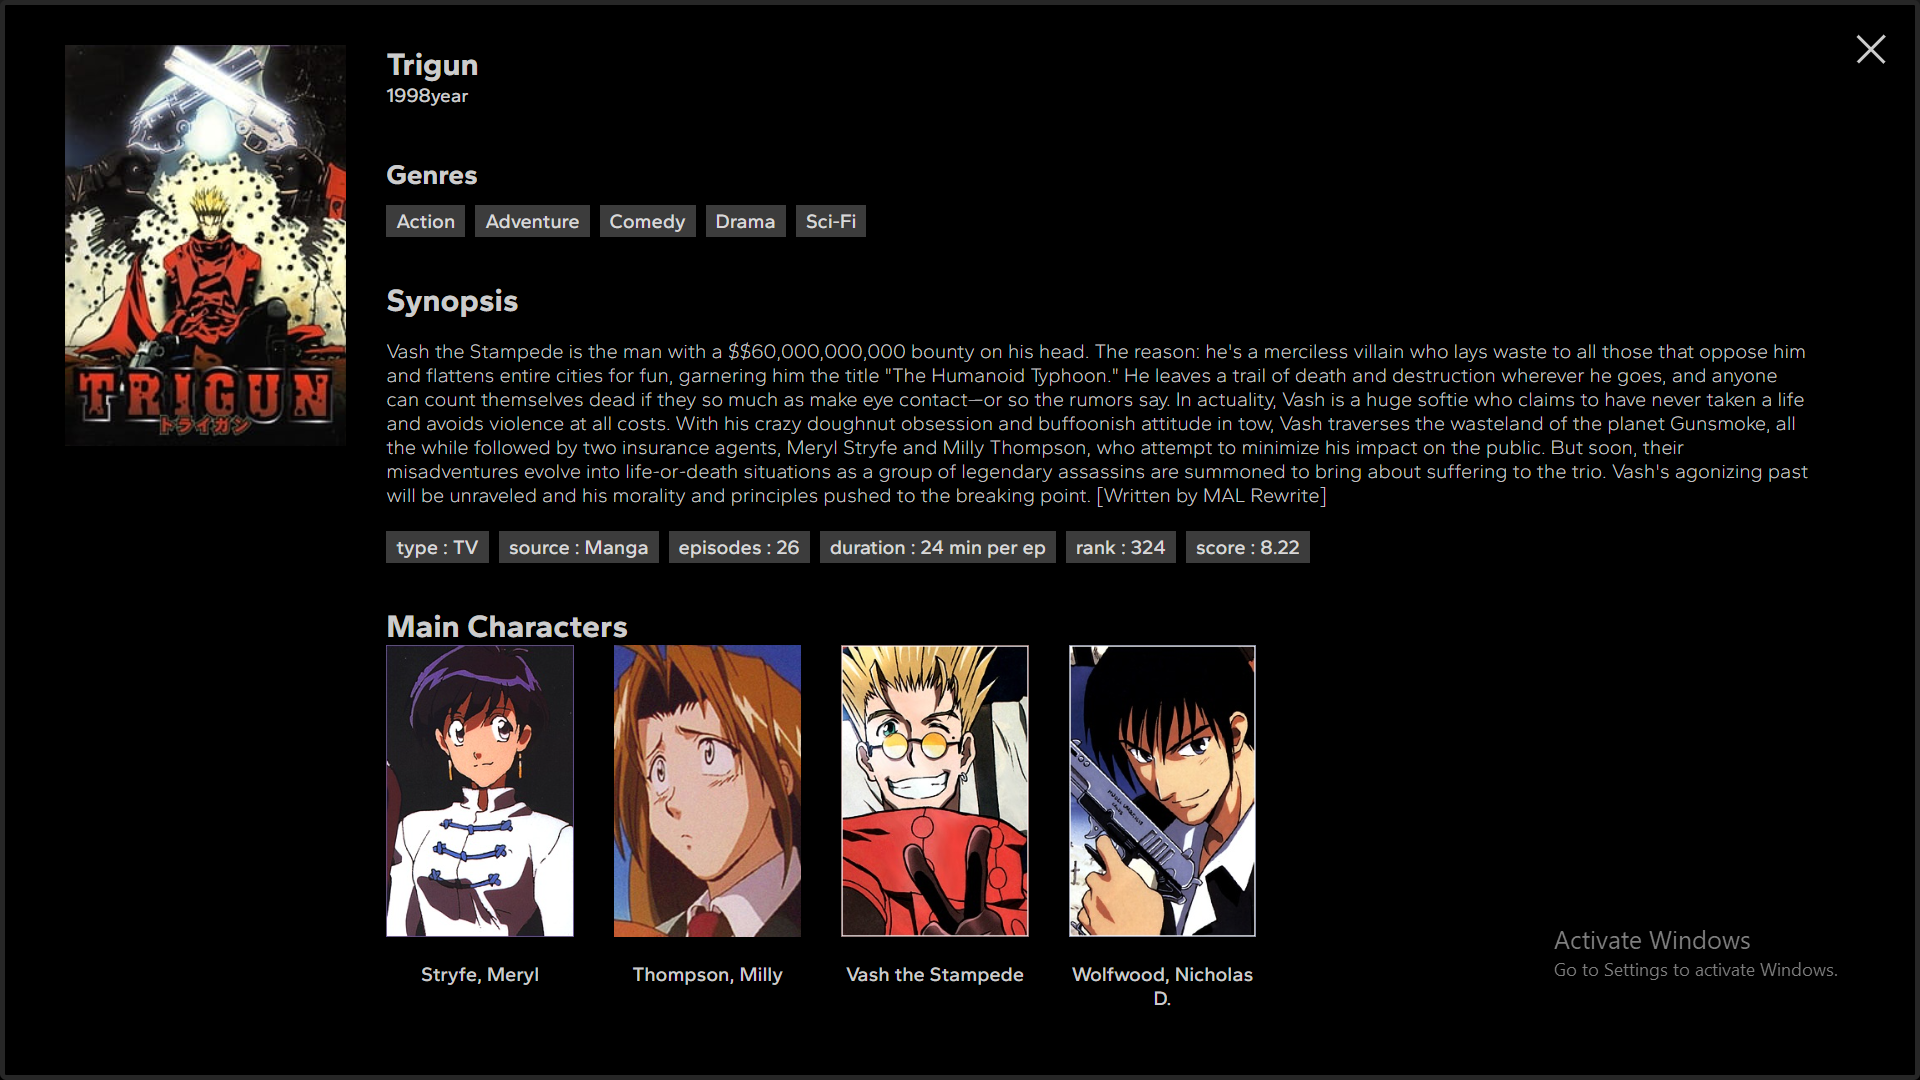 TRIGUN
トライガン
Trigun
1998year
Genres
Action Adventure Comedy Drama Sci-Fi
Synopsis
Vash the Stampede is the man with a $$60,000,000,000 bounty on his head. The reason: he's a merciless villain who lays waste to all those that oppose him
and flattens entire cities for fun, garnering him the title "The Humanoid Typhoon." He leaves a trail of death and destruction wherever he goes, and anyone
can count themselves dead if they so much as make eye contact—or so the rumors say. In actuality, Vash is a huge softie who claims to have never taken a life
and avoids violence at all costs. With his crazy doughnut obsession and buffoonish attitude in tow, Vash traverses the wasteland of the planet Gunsmoke, all
the while followed by two insurance agents, Meryl Stryfe and Milly Thompson, who attempt to minimize his impact on the public. But soon, their
misadventures evolve into life-or-death situations as a group of legendary assassins are summoned to bring about suffering to the trio. Vash's agonizing past
will be unraveled and his morality and principles pushed to the breaking point. [Written by MAL Rewrite]
type : TV source : Manga episodes : 26 duration : 24 min per ep rank : 324 score : 8.22
Main Characters
Stryfe, Meryl
Thompson, Milly
Vash the Stampede
Wolfwood, Nicholas
D.
Activate Windows
Go to Settings to activate Windows.